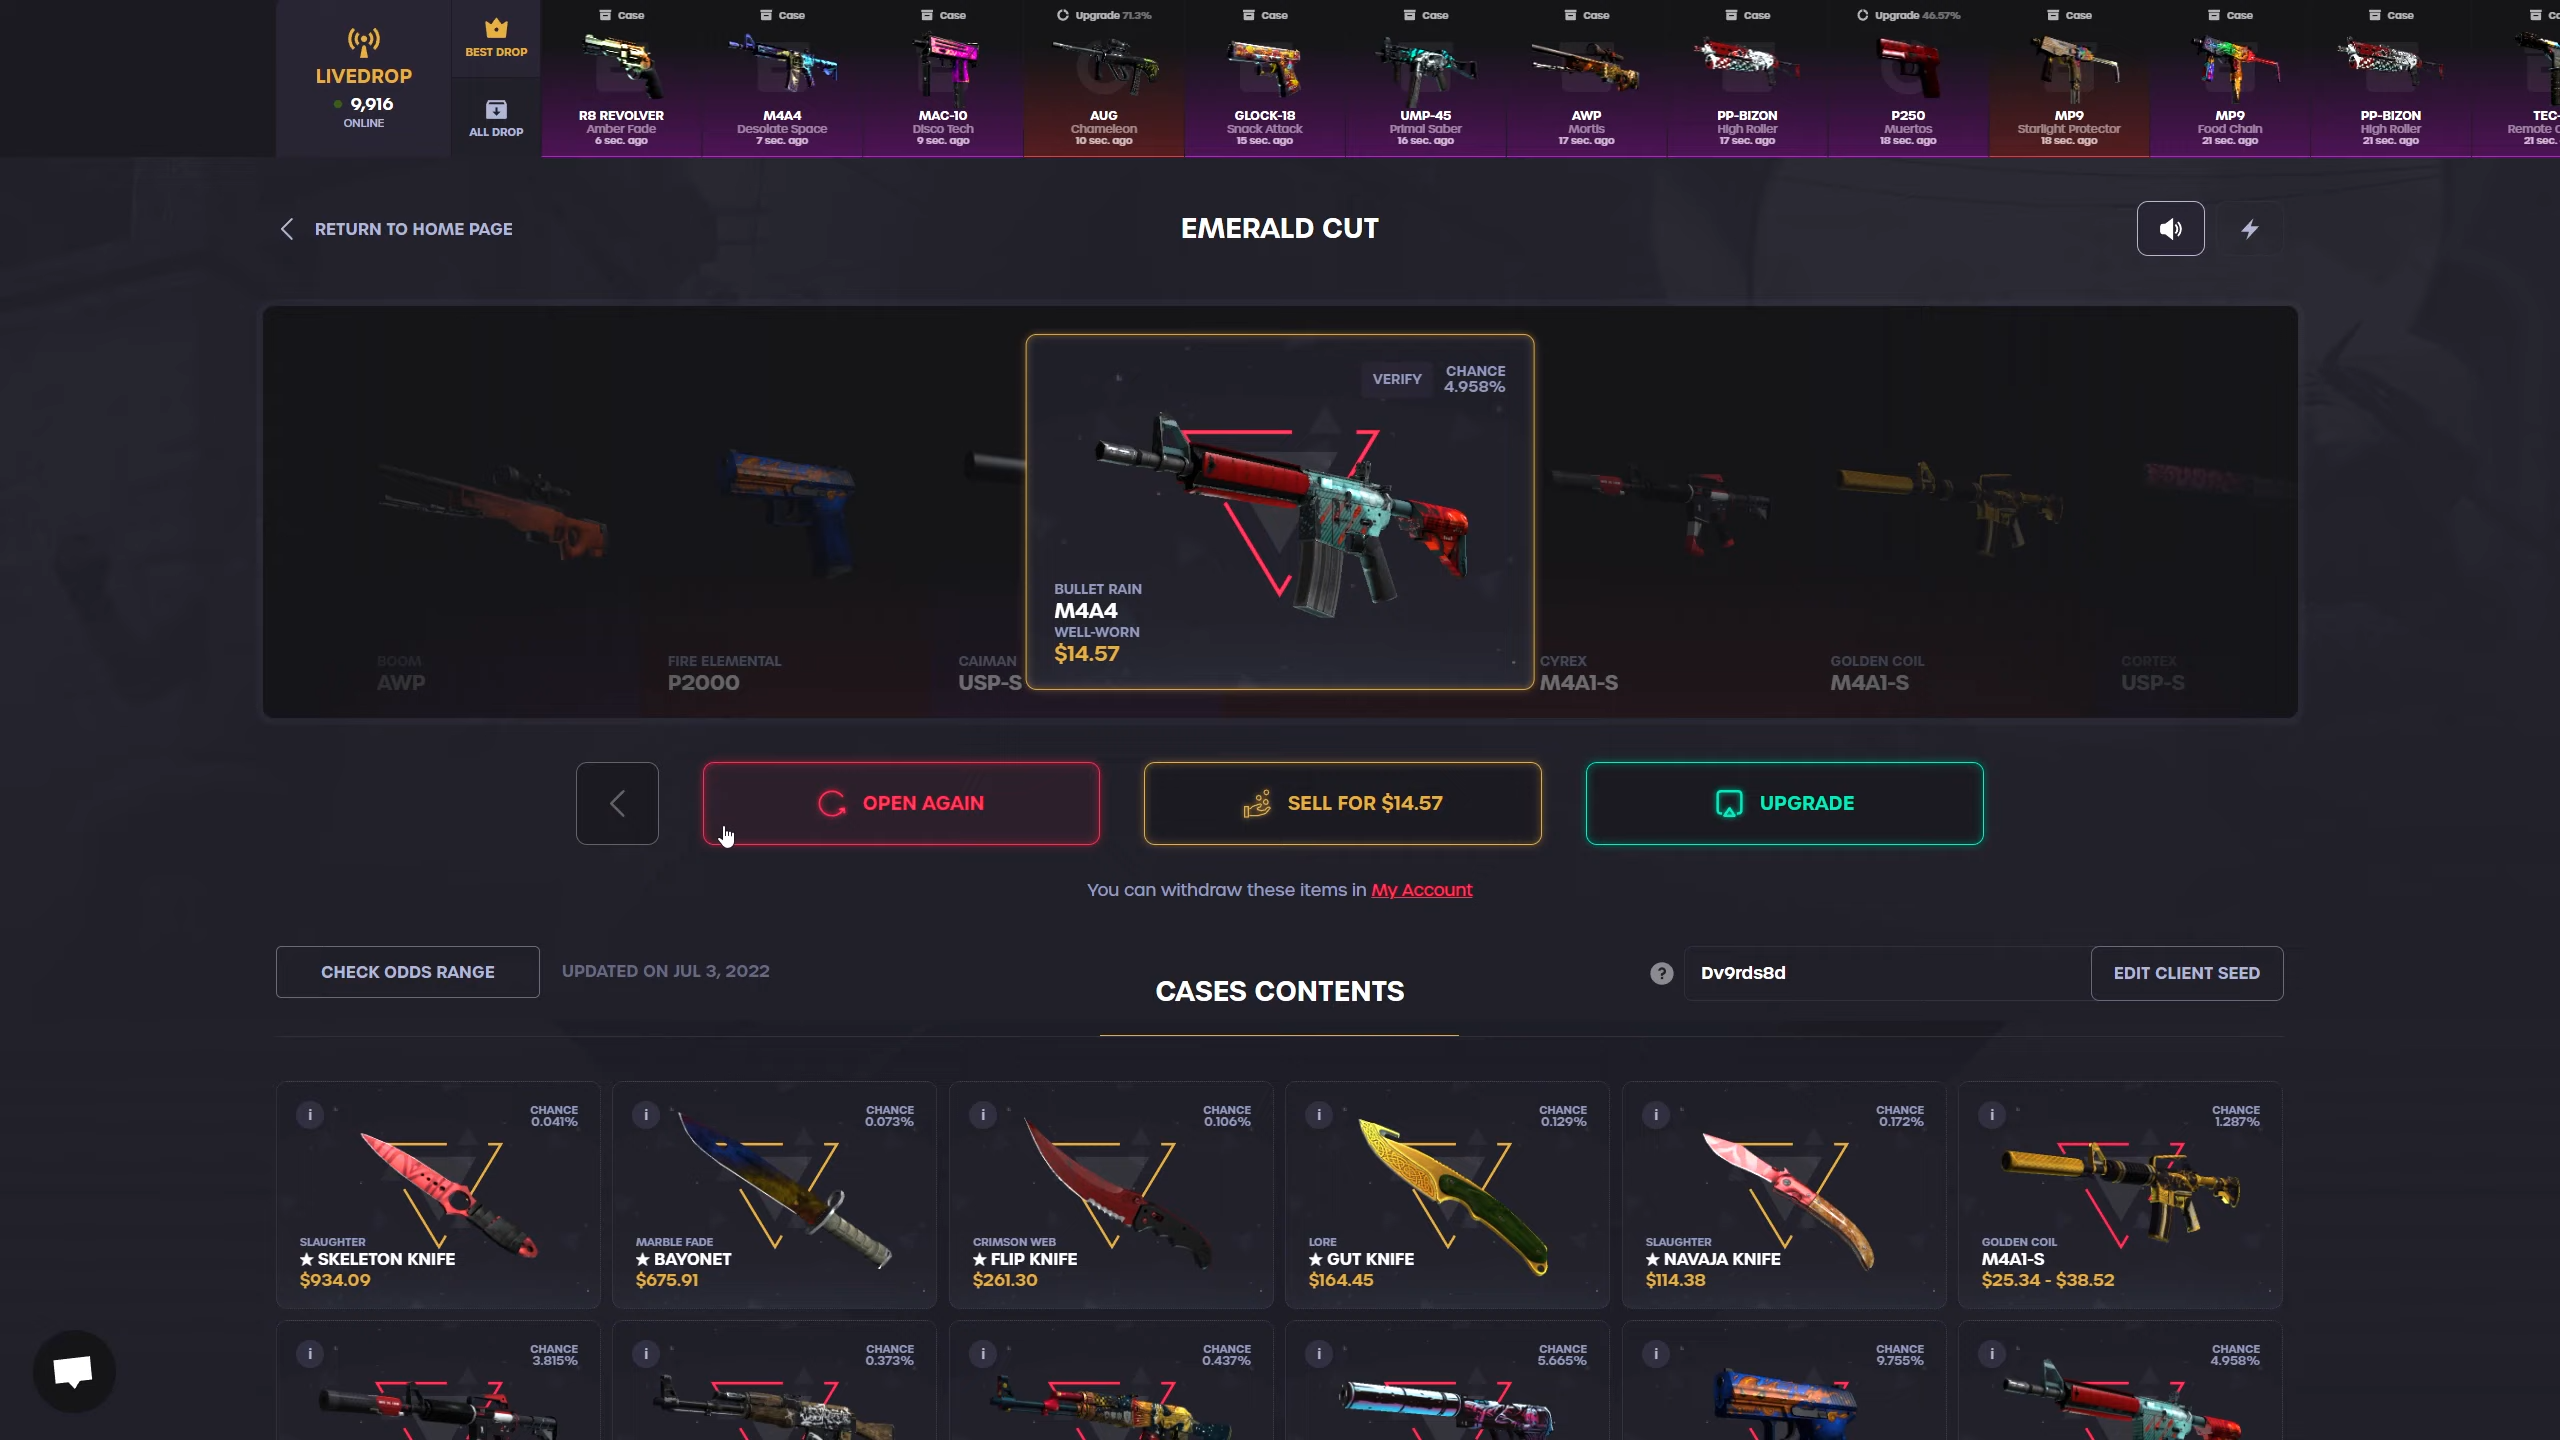 LIVEDROP
9,916
ONLINE
BEST DROP
ALL DROP
Case
R8 REVOLVER
Amber Fade
6 sec. ago
Case
M4A4
Desolate Space
7 sec. ago
Case
MAC-10
Disco Tech
9 sec. ago
Upgrade 71.3%
AUG
Chameleon
10 sec. ago
Case
GLOCK-18
Snack Attack
15 sec. ago
Case
UMP-45
Primal Saber
16 sec. ago
Case
AWP
Mortis
17 sec. ago
Case
PP-BIZON
High Roller
17 sec. ago
Upgrade 46.57%
P250
Muertos
18 sec. ago
Case
MP9
Starlight Protector
18 sec. ago
Case
MP9
Food Chain
21 sec. ago
Case
PP-BIZON
High Roller
21 sec. ago
TEC-
Remote
21 sec.
RETURN TO HOME PAGE
EMERALD CUT
BOOM
AWP
FIRE ELEMENTAL
P2000
CAIMAN
USP-S
VERIFY
CHANCE
4.958%
BULLET RAIN
M4A4
WELL-WORN
$14.57
CYREX
M4A1-S
GOLDEN COIL
M4A1-S
CORTEX
USP-S
OPEN AGAIN
SELL FOR $14.57
UPGRADE
You can withdraw these items in My Account
CHECK ODDS RANGE
UPDATED ON JUL 3, 2022
CASES CONTENTS
?
Dv9rds8d
EDIT CLIENT SEED
i
CHANCE
0.041%
SLAUGHTER
★ SKELETON KNIFE
$934.09
i
CHANCE
0.073%
MARBLE FADE
★ BAYONET
$675.91
i
CHANCE
0.106%
CRIMSON WEB
★ FLIP KNIFE
$261.30
i
CHANCE
0.129%
LORE
★ GUT KNIFE
$164.45
i
CHANCE
0.172%
SLAUGHTER
★ NAVAJA KNIFE
$114.38
i
CHANCE
1.287%
GOLDEN COIL
M4A1-S
$25.34 - $38.52
i
CHANCE
3.815%
i
CHANCE
0.373%
i
CHANCE
0.437%
i
CHANCE
5.665%
i
CHANCE
9.755%
i
CHANCE
4.958%